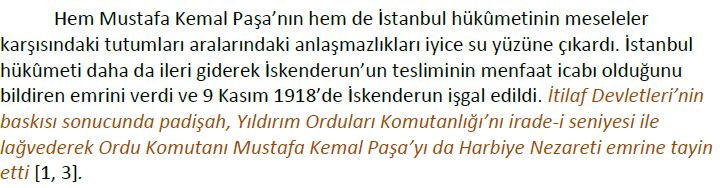 Hem Mustafa Kemal Paşa’nın hem de İstanbul hükûmetinin meseleler
karşısındaki tutumları aralarındaki anlaşmazlıkları iyice su yüzüne çıkardı. İstanbul
hükûmeti daha da ileri giderek İskenderun’un tesliminin menfaat icabı olduğunu
bildiren emrini verdi ve 9 Kasım 1918’de İskenderun işgal edildi. İtilaf Devletleri’nin
baskısı sonucunda padişah, Yıldırım Orduları Komutanlığı’nı irade-i seniyesi ile
lağvederek Ordu Komutanı Mustafa Kemal Paşa’yı da Harbiye Nezareti emrine tayin
etti [1, 3].